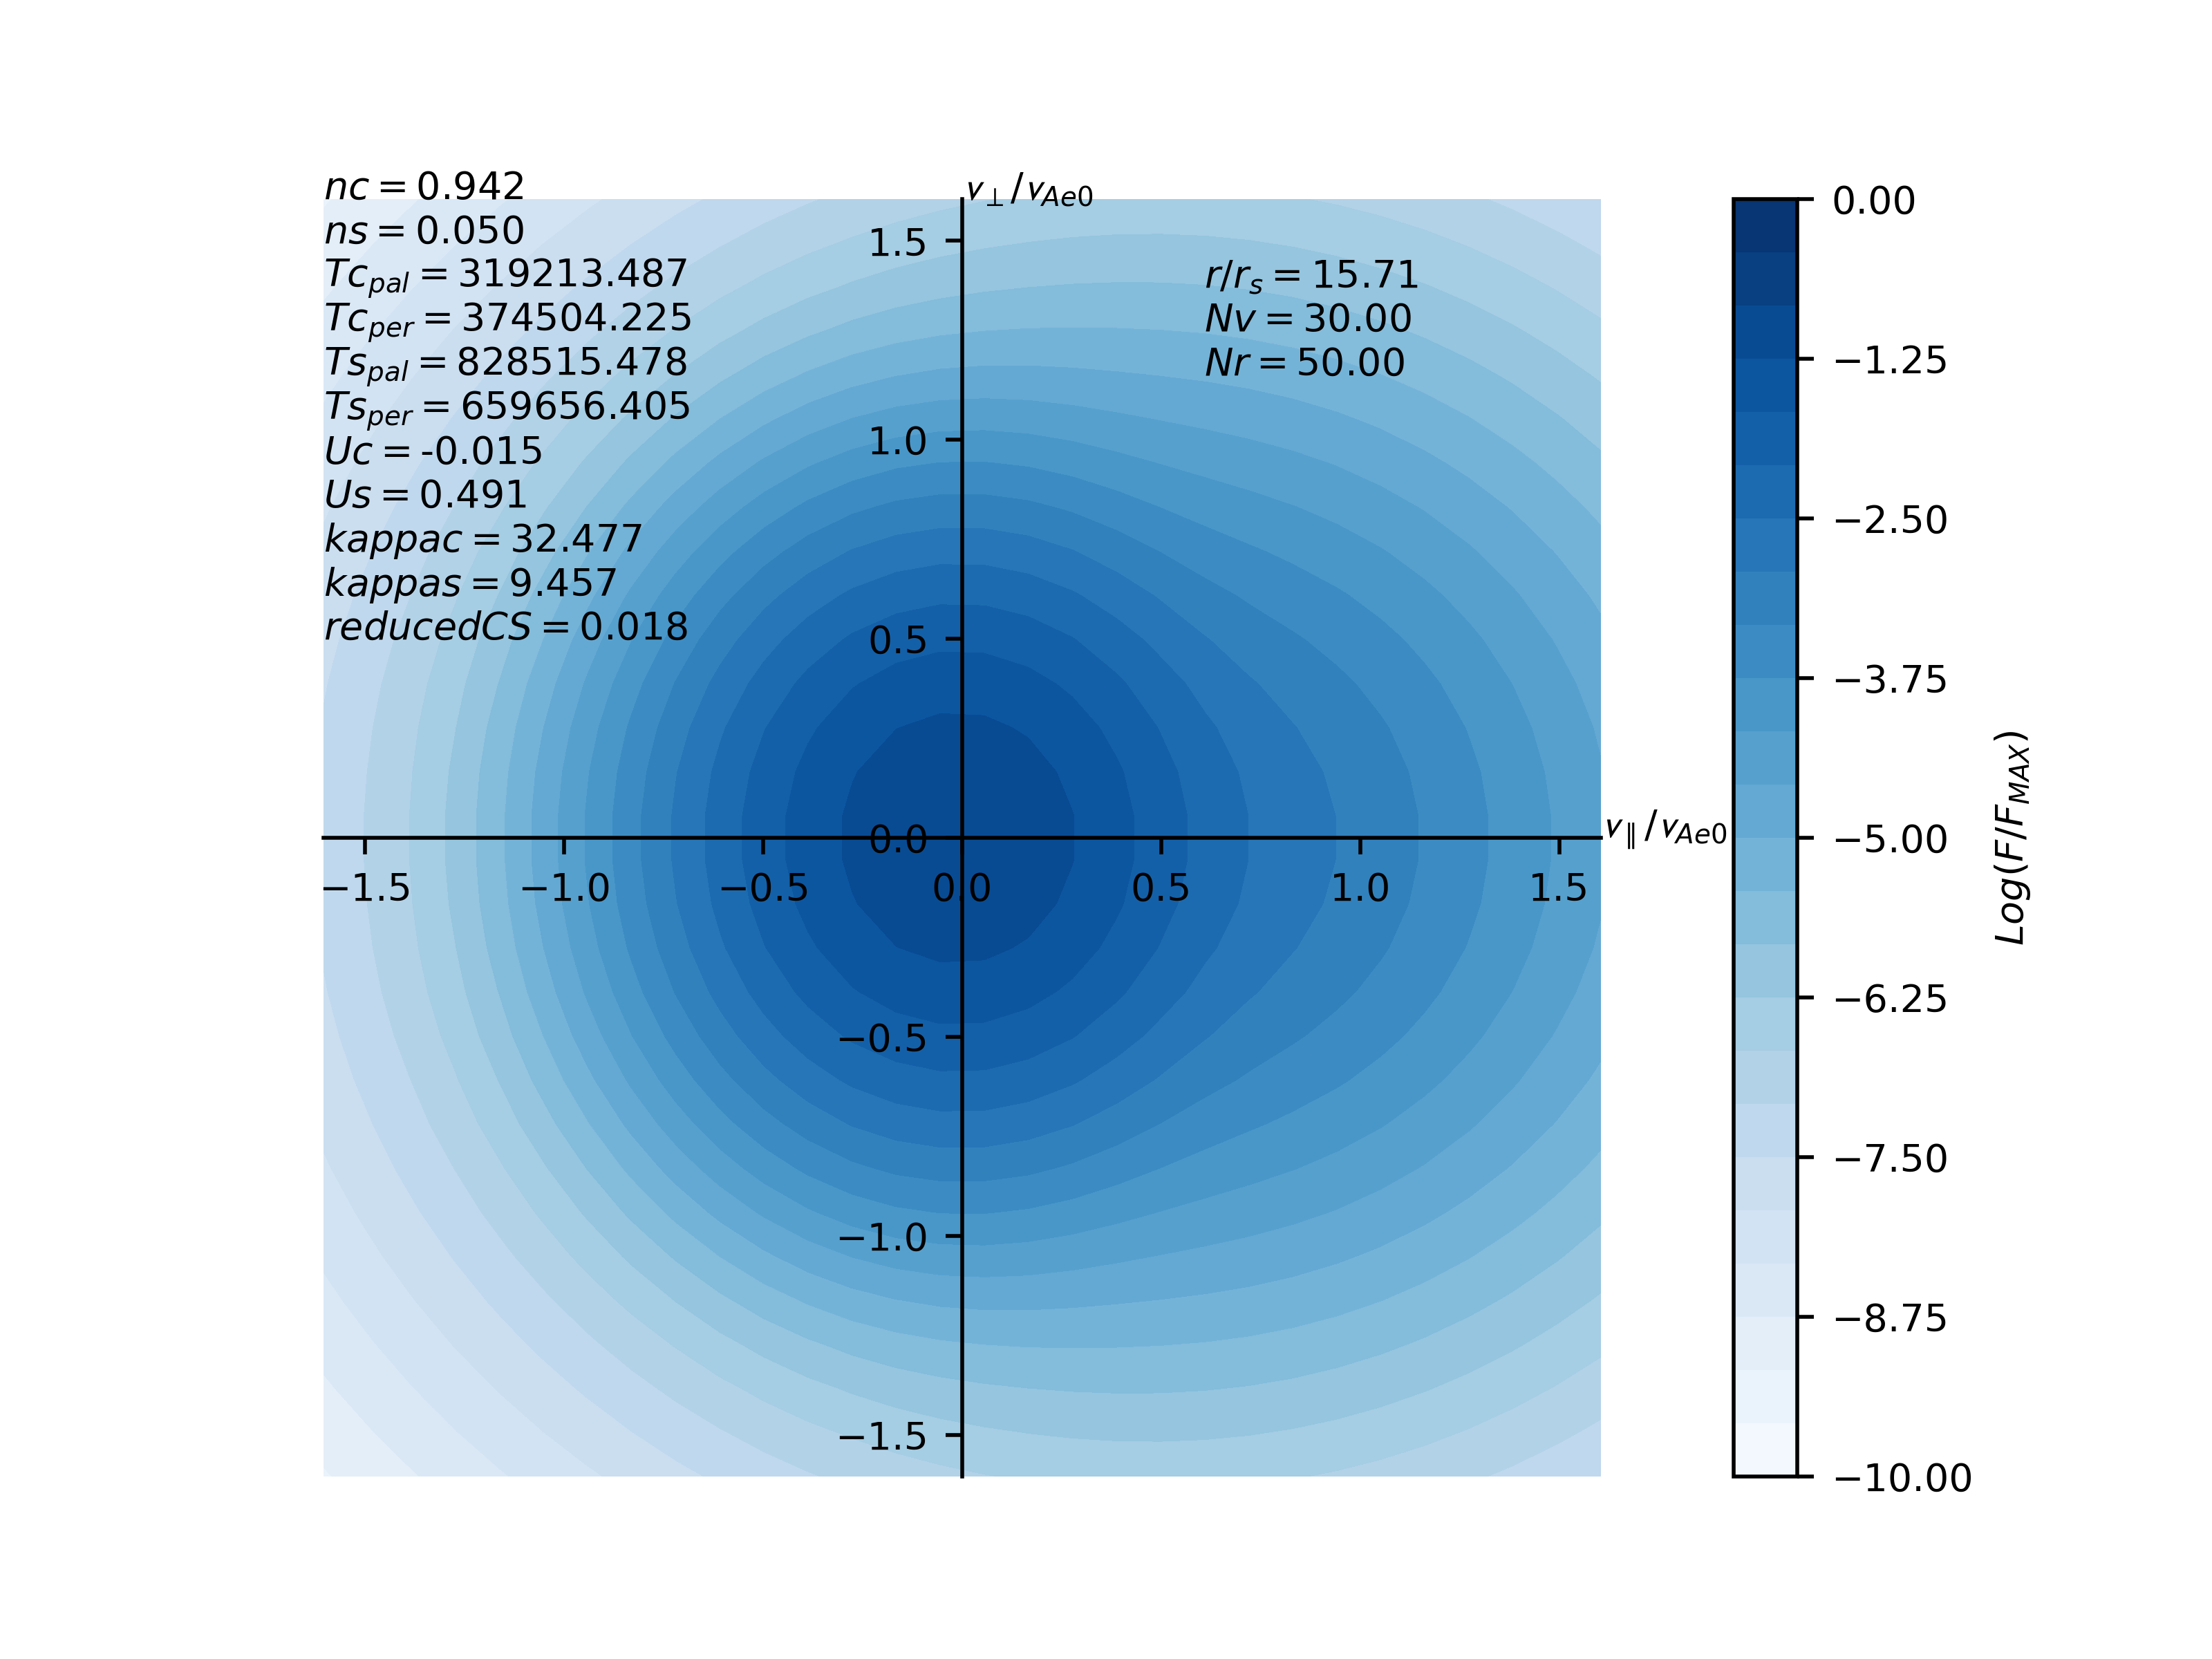 nc = 0.942
ns = 0.050
Tc_pal = 319213.487
Tc_per = 374504.225
Ts_pal = 828515.478
Ts_per = 659656.405
Uc = -0.015
Us = 0.491
kappac = 32.477
kappas = 9.457
reducedCS = 0.018
v⊥/v_Ae0
r/r_s = 15.71
Nv = 30.00
Nr = 50.00
1.5
1.0
0.5
0.0
−0.5
−1.0
−1.5
−1.5 −1.0 −0.5 0.0 0.5 1.0 1.5
v∥/v_Ae0
0.00
−1.25
−2.50
−3.75
−5.00
−6.25
−7.50
−8.75
−10.00
Log(F/F_MAX)